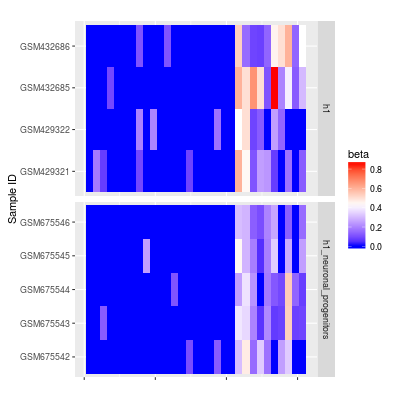 GSM432686
GSM432685
GSM429322
GSM429321
h1
GSM675546
GSM675545
GSM675544
GSM675543
GSM675542
h1_neuronal_progenitors
Sample ID
beta
0.8
0.6
0.4
0.2
0.0